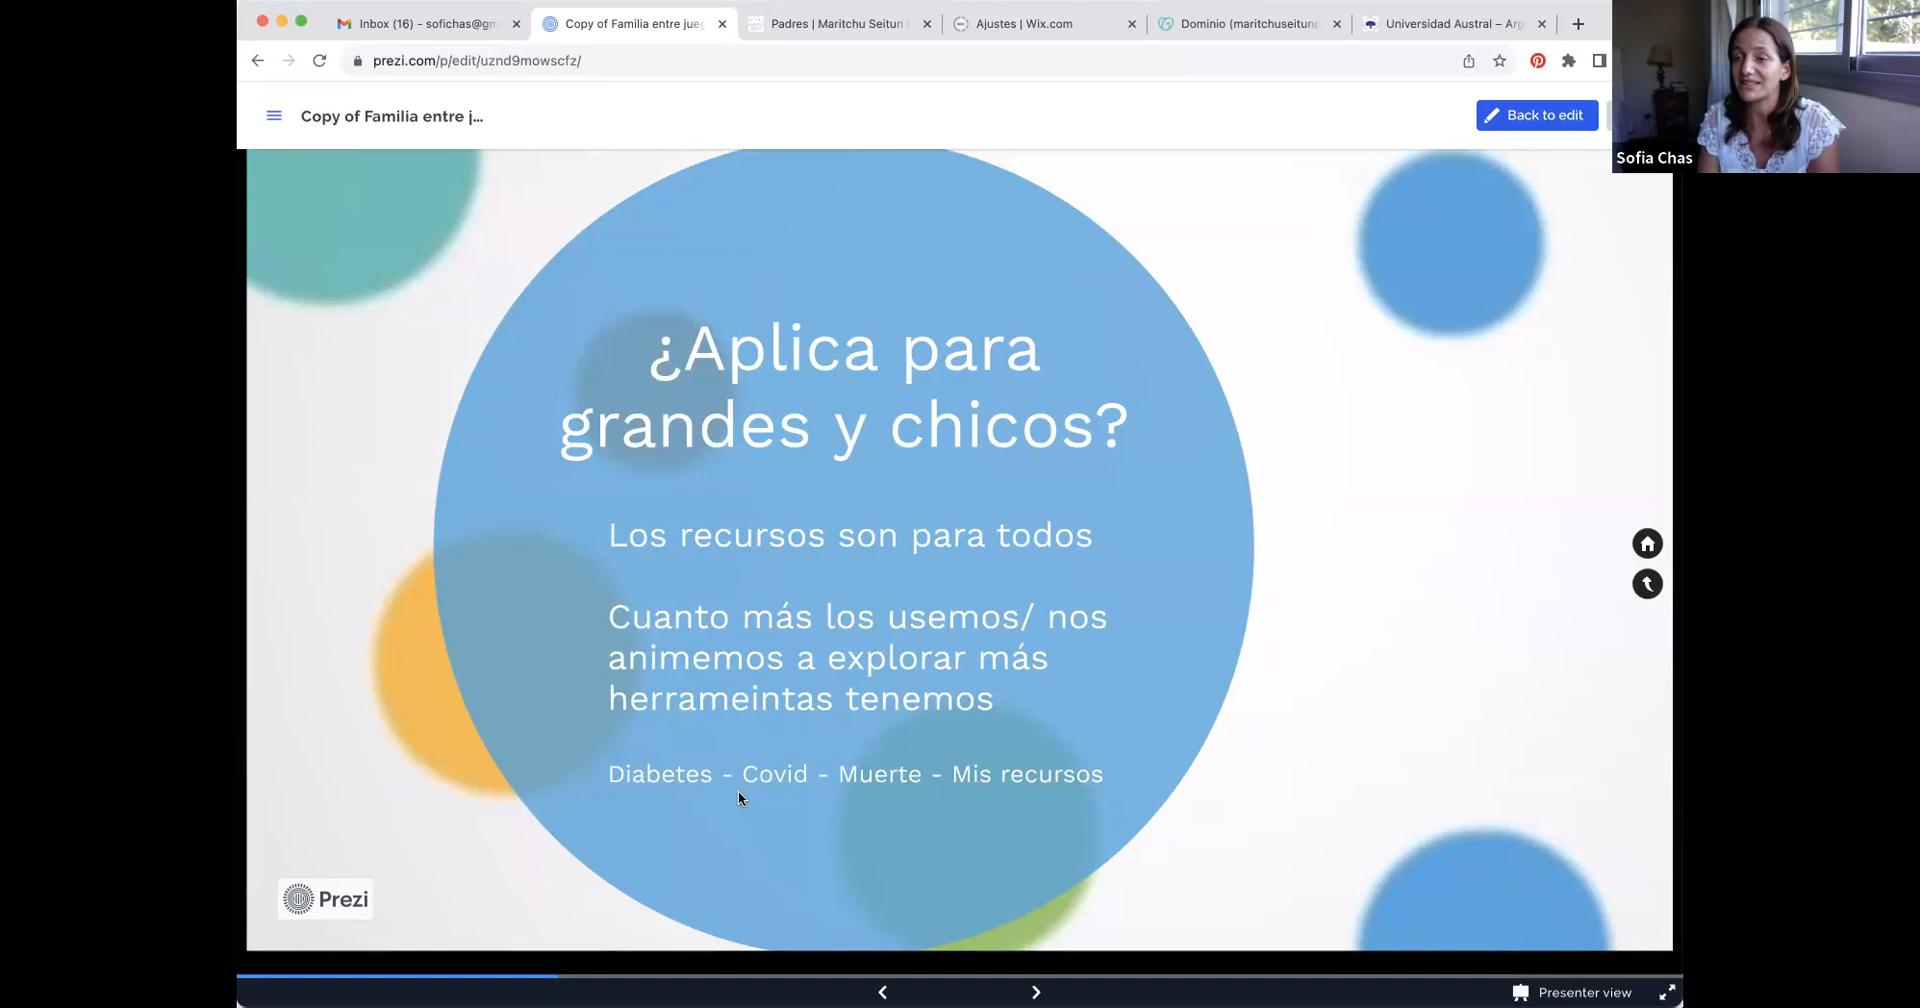 Inbox (16) - sofichas@gm
Copy of Familia entre jueg
Padres | Maritchu Seitun
Ajustes | Wix.com
Dominio (maritchuseitunp
Universidad Austral – Arg
prezi.com/p/edit/uznd9mowscfz/
Copy of Familia entre j...
Back to edit
Sofia Chas
¿Aplica para
grandes y chicos?
Los recursos son para todos
Cuanto más los usemos/ nos
animemos a explorar más
herrameintas tenemos
Diabetes - Covid - Muerte - Mis recursos
Prezi
Presenter view